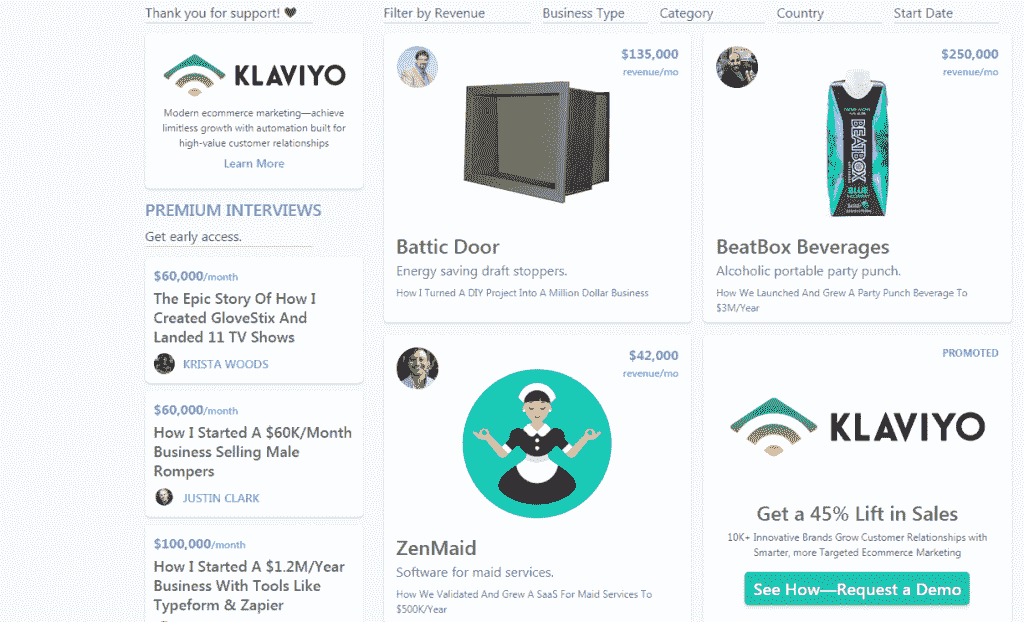 Thank you for support! 🖤
KLAVIYO
Modern ecommerce marketing—achieve
limitless growth with automation built for
high-value customer relationships
Learn More
PREMIUM INTERVIEWS
Get early access.
$60,000/month
The Epic Story Of How I
Created GloveStix And
Landed 11 TV Shows
KRISTA WOODS
$60,000/month
How I Started A $60K/Month
Business Selling Male
Rompers
JUSTIN CLARK
$100,000/month
How I Started A $1.2M/Year
Business With Tools Like
Typeform & Zapier
Filter by Revenue
Business Type
Category
Country
Start Date
$135,000
revenue/mo
Battic Door
Energy saving draft stoppers.
How I Turned A DIY Project Into A Million Dollar Business
$250,000
revenue/mo
BEATBOX
BLUE
BeatBox Beverages
Alcoholic portable party punch.
How We Launched And Grew A Party Punch Beverage To
$3M/Year
$42,000
revenue/mo
ZenMaid
Software for maid services.
How We Validated And Grew A SaaS For Maid Services To
$500K/Year
PROMOTED
KLAVIYO
Get a 45% Lift in Sales
10K+ Innovative Brands Grow Customer Relationships with
Smarter, more Targeted Ecommerce Marketing
See How—Request a Demo